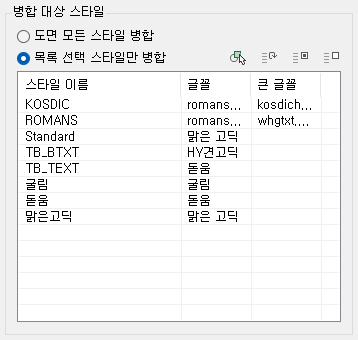 병합 대상 스타일
도면 모든 스타일 병합
목록 선택 스타일만 병합
스타일 이름 글꼴 큰 글꼴
KOSDIC romans,... kosdich...
ROMANS romans,... whgtxt,...
Standard 맑은 고딕
TB_BTXT HY견고딕
TB_TEXT 돋움
굴림 굴림
돋움 돋움
맑은고딕 맑은 고딕